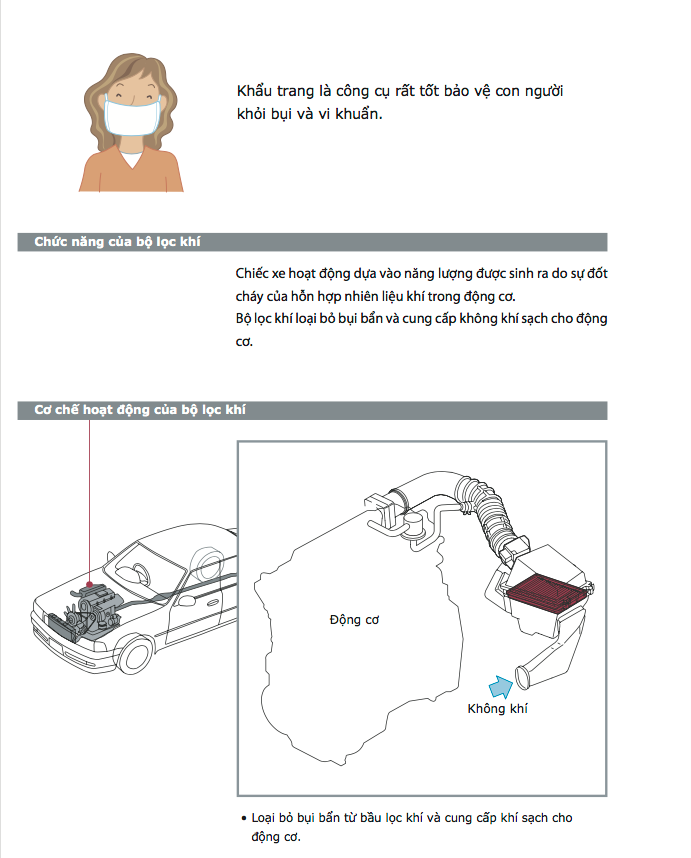 Khẩu trang là công cụ rất tốt bảo vệ con người
khỏi bụi và vi khuẩn.
Chức năng của bộ lọc khí
Chiếc xe hoạt động dựa vào năng lượng được sinh ra do sự đốt
cháy của hỗn hợp nhiên liệu khí trong động cơ.
Bộ lọc khí loại bỏ bụi bẩn và cung cấp không khí sạch cho động
cơ.
Cơ chế hoạt động của bộ lọc khí
Động cơ
Không khí
• Loại bỏ bụi bẩn từ bầu lọc khí và cung cấp khí sạch cho
động cơ.